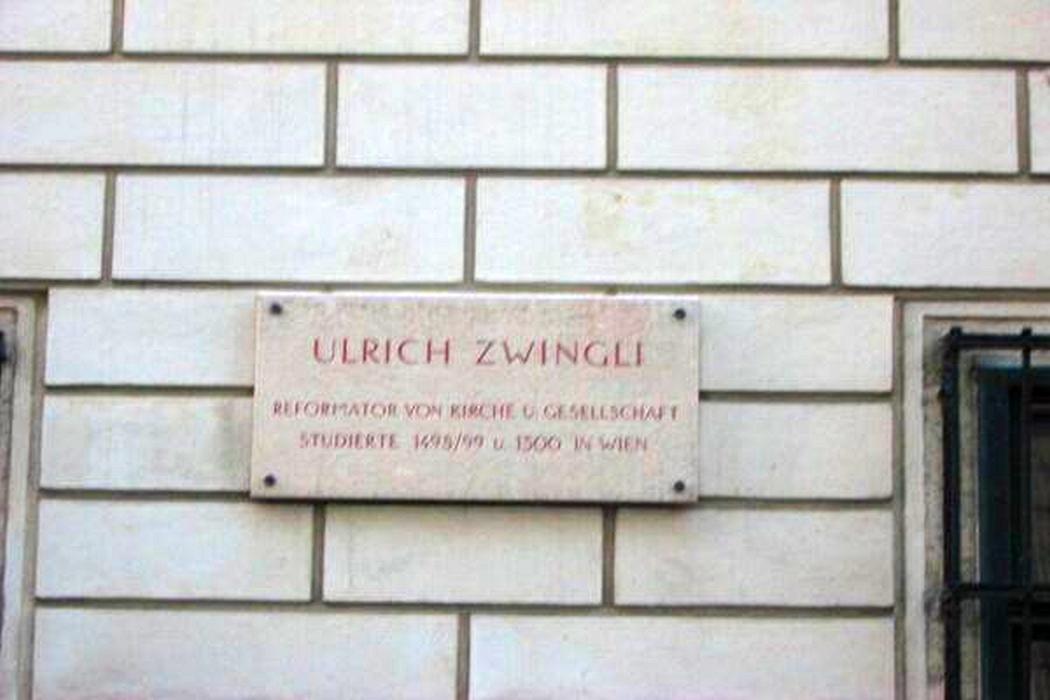 ULRICH ZWINGLI
REFORMATOR VON KIRCHE U GESELLSCHAFT
STUDIERTE 1498/99 U. 1500 IN WIEN